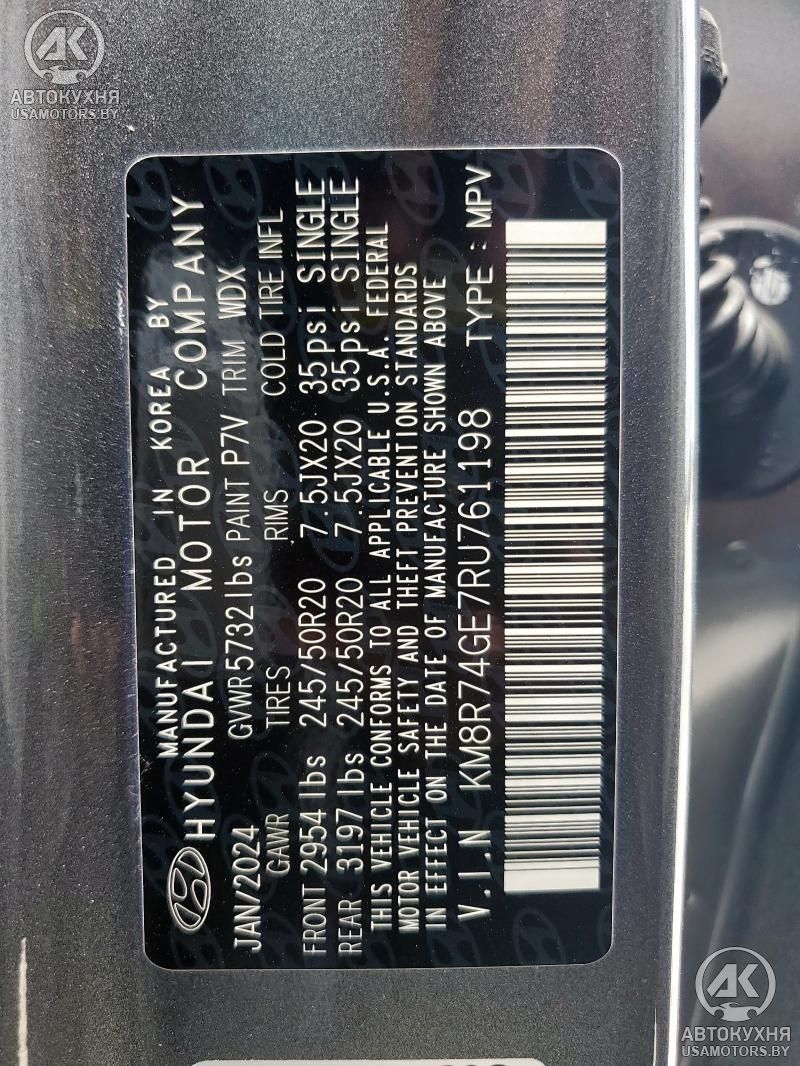 АК
АВТОКУХНЯ
USAMOTORS.BY
MANUFACTURED IN KOREA BY
HYUNDAI MOTOR COMPANY
JAN/2024 GVWR5732lbs PAINT P7V TRIM WDX
GAWR TIRES RIMS COLD TIRE INFL
FRONT 2954 lbs 245/50R20 7.5JX20 35psi SINGLE
REAR 3197 lbs 245/50R20 7.5JX20 35psi SINGLE
THIS VEHICLE CONFORMS TO ALL APPLICABLE U.S.A. FEDERAL
MOTOR VEHICLE SAFETY AND THEFT PREVENTION STANDARDS
IN EFFECT ON THE DATE OF MANUFACTURE SHOWN ABOVE
V.I.N KM8R74GE7RU761198 TYPE : MPV
АК
АВТОКУХНЯ
USAMOTORS.BY